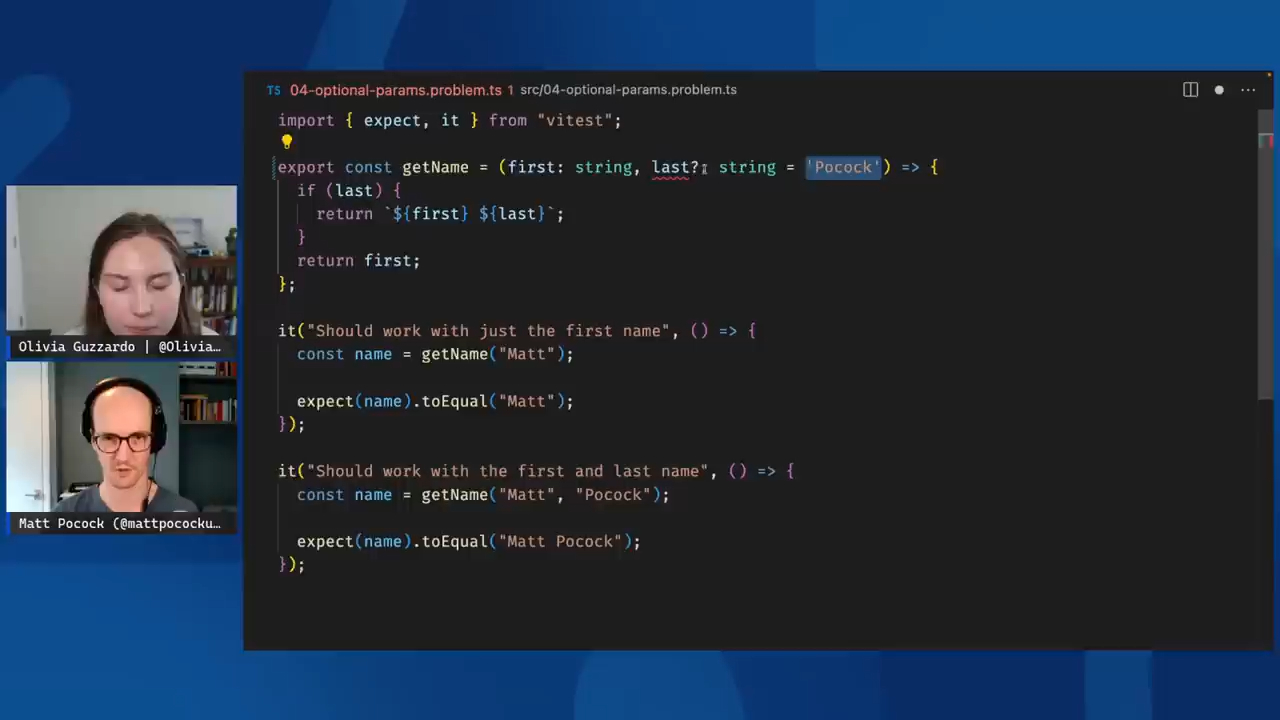 TS 04-optional-params.problem.ts 1 src/04-optional-params.problem.ts
import { expect, it } from "vitest";
export const getName = (first: string, last?: string = 'Pocock') => {
if (last) {
return `${first} ${last}`;
}
return first;
};
it("Should work with just the first name", () => {
const name = getName("Matt");
expect(name).toEqual("Matt");
});
it("Should work with the first and last name", () => {
const name = getName("Matt", "Pocock");
expect(name).toEqual("Matt Pocock");
});
Olivia Guzzardo | @Olivia…
Matt Pocock (@mattpococku…